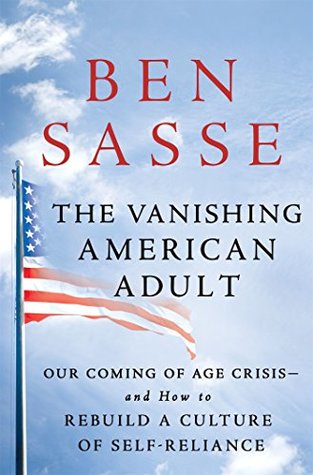 BEN
SASSE
THE VANISHING
AMERICAN
ADULT
OUR COMING OF AGE CRISIS—
and How to
REBUILD A CULTURE
OF SELF-RELIANCE